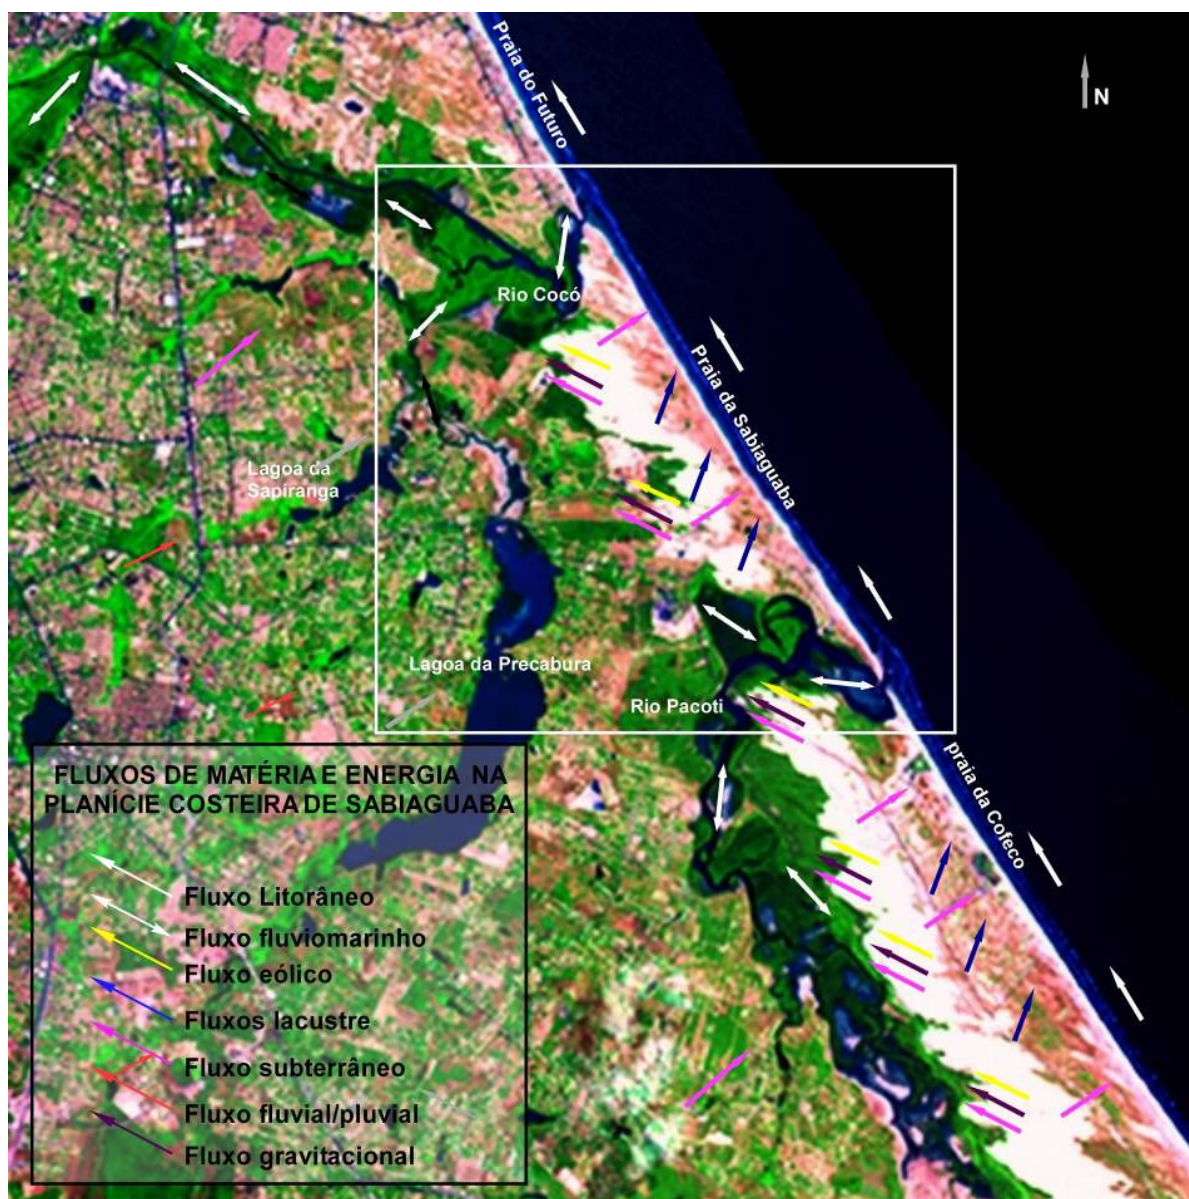 Praia do Futuro
N
Rio Cocó
Praia da Sabiaguaba
Lagoa da
Sapiranga
Lagoa da Precabura
Rio Pacoti
praia da Cofeco
FLUXOS DE MATÉRIA E ENERGIA NA
PLANÍCIE COSTEIRA DE SABIAGUABA
Fluxo Litorâneo
Fluxo fluviomarinho
Fluxo eólico
Fluxos lacustre
Fluxo subterrâneo
Fluxo fluvial/pluvial
Fluxo gravitacional